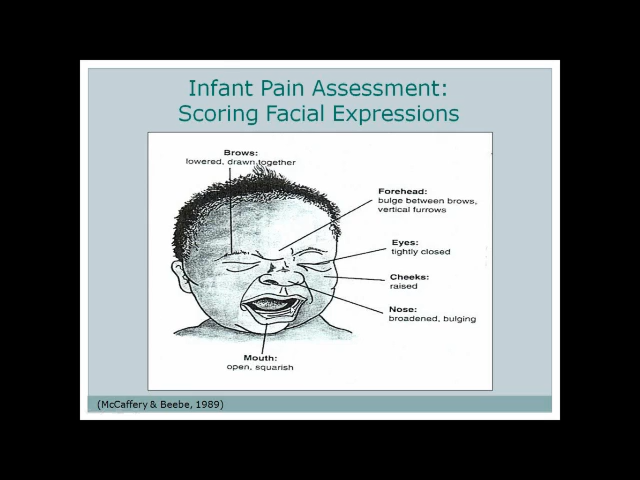 Infant Pain Assessment:
Scoring Facial Expressions
Brows:
lowered, drawn together
Forehead:
bulge between brows,
vertical furrows
Eyes:
tightly closed
Cheeks:
raised
Nose:
broadened, bulging
Mouth:
open, squarish
(McCaffery & Beebe, 1989)